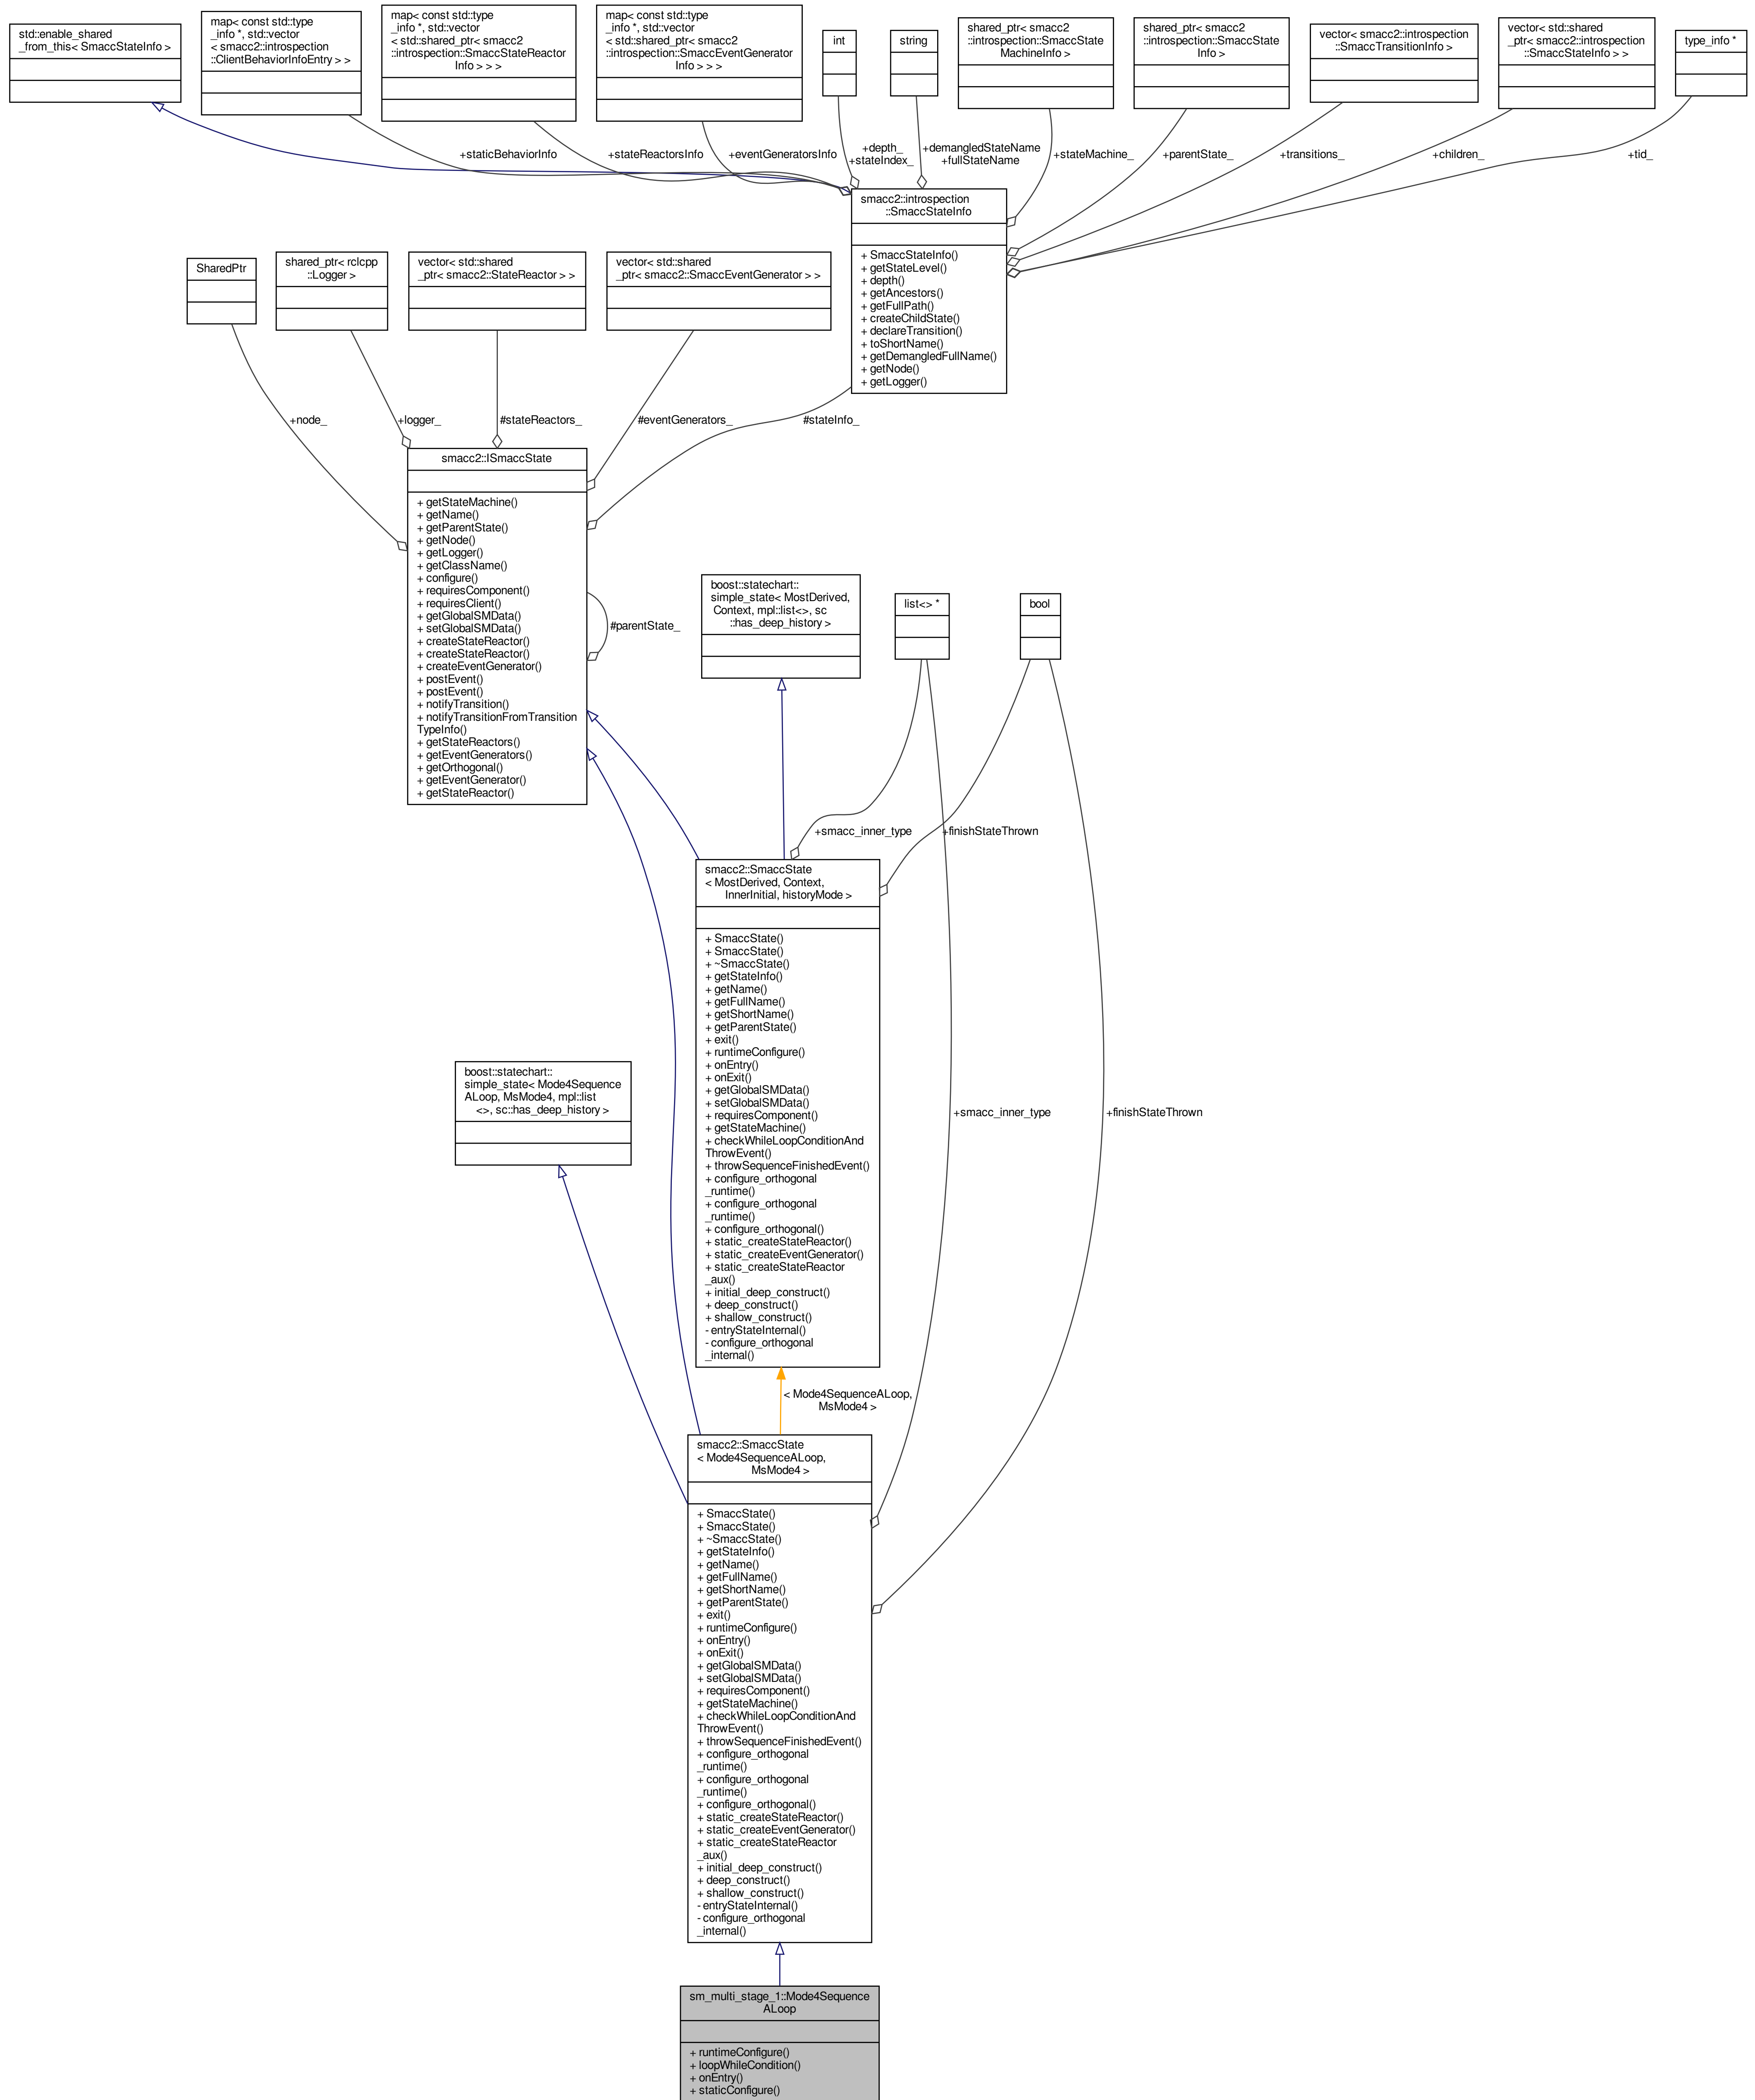 std::enable_shared
_from_this< SmaccStateInfo >
map< const std::type
_info *, std::vector
< smacc2::introspection
::ClientBehaviorInfoEntry > >
map< const std::type
_info *, std::vector
< std::shared_ptr< smacc2
::introspection::SmaccStateReactor
Info > > >
map< const std::type
_info *, std::vector
< std::shared_ptr< smacc2
::introspection::SmaccEventGenerator
Info > > >
int
string
shared_ptr< smacc2
::introspection::SmaccState
MachineInfo >
shared_ptr< smacc2
::introspection::SmaccState
Info >
vector< smacc2::introspection
::SmaccTransitionInfo >
vector< std::shared
_ptr< smacc2::introspection
::SmaccStateInfo > >
type_info *
+staticBehaviorInfo
+stateReactorsInfo
+eventGeneratorsInfo
+depth_
+stateIndex_
+demangledStateName
+fullStateName
+stateMachine_
+parentState_
+transitions_
+children_
+tid_
smacc2::introspection
::SmaccStateInfo
+ SmaccStateInfo()
+ getStateLevel()
+ depth()
+ getAncestors()
+ getFullPath()
+ createChildState()
+ declareTransition()
+ toShortName()
+ getDemangledFullName()
+ getNode()
+ getLogger()
SharedPtr
shared_ptr< rclcpp
::Logger >
vector< std::shared
_ptr< smacc2::StateReactor > >
vector< std::shared
_ptr< smacc2::SmaccEventGenerator > >
+node_
+logger_
#stateReactors_
#eventGenerators_
#stateInfo_
smacc2::ISmaccState
+ getStateMachine()
+ getName()
+ getParentState()
+ getNode()
+ getLogger()
+ getClassName()
+ configure()
+ requiresComponent()
+ requiresClient()
+ getGlobalSMData()
+ setGlobalSMData()
+ createStateReactor()
+ createStateReactor()
+ createEventGenerator()
+ postEvent()
+ postEvent()
+ notifyTransition()
+ notifyTransitionFromTransition
TypeInfo()
+ getStateReactors()
+ getEventGenerators()
+ getOrthogonal()
+ getEventGenerator()
+ getStateReactor()
#parentState_
boost::statechart::
simple_state< MostDerived,
Context, mpl::list<>, sc
::has_deep_history >
list<> *
bool
+smacc_inner_type
+finishStateThrown
smacc2::SmaccState
< MostDerived, Context,
InnerInitial, historyMode >
+ SmaccState()
+ SmaccState()
+ ~SmaccState()
+ getStateInfo()
+ getName()
+ getFullName()
+ getShortName()
+ getParentState()
+ exit()
+ runtimeConfigure()
+ onEntry()
+ onExit()
+ getGlobalSMData()
+ setGlobalSMData()
+ requiresComponent()
+ getStateMachine()
+ checkWhileLoopConditionAnd
ThrowEvent()
+ throwSequenceFinishedEvent()
+ configure_orthogonal
_runtime()
+ configure_orthogonal
_runtime()
+ configure_orthogonal()
+ static_createStateReactor()
+ static_createEventGenerator()
+ static_createStateReactor
_aux()
+ initial_deep_construct()
+ deep_construct()
+ shallow_construct()
- entryStateInternal()
- configure_orthogonal
_internal()
boost::statechart::
simple_state< Mode4Sequence
ALoop, MsMode4, mpl::list
<>, sc::has_deep_history >
+smacc_inner_type
+finishStateThrown
< Mode4SequenceALoop,
MsMode4 >
smacc2::SmaccState
< Mode4SequenceALoop,
MsMode4 >
+ SmaccState()
+ SmaccState()
+ ~SmaccState()
+ getStateInfo()
+ getName()
+ getFullName()
+ getShortName()
+ getParentState()
+ exit()
+ runtimeConfigure()
+ onEntry()
+ onExit()
+ getGlobalSMData()
+ setGlobalSMData()
+ requiresComponent()
+ getStateMachine()
+ checkWhileLoopConditionAnd
ThrowEvent()
+ throwSequenceFinishedEvent()
+ configure_orthogonal
_runtime()
+ configure_orthogonal
_runtime()
+ configure_orthogonal()
+ static_createStateReactor()
+ static_createEventGenerator()
+ static_createStateReactor
_aux()
+ initial_deep_construct()
+ deep_construct()
+ shallow_construct()
- entryStateInternal()
- configure_orthogonal
_internal()
sm_multi_stage_1::Mode4Sequence
ALoop
+ runtimeConfigure()
+ loopWhileCondition()
+ onEntry()
+ staticConfigure()